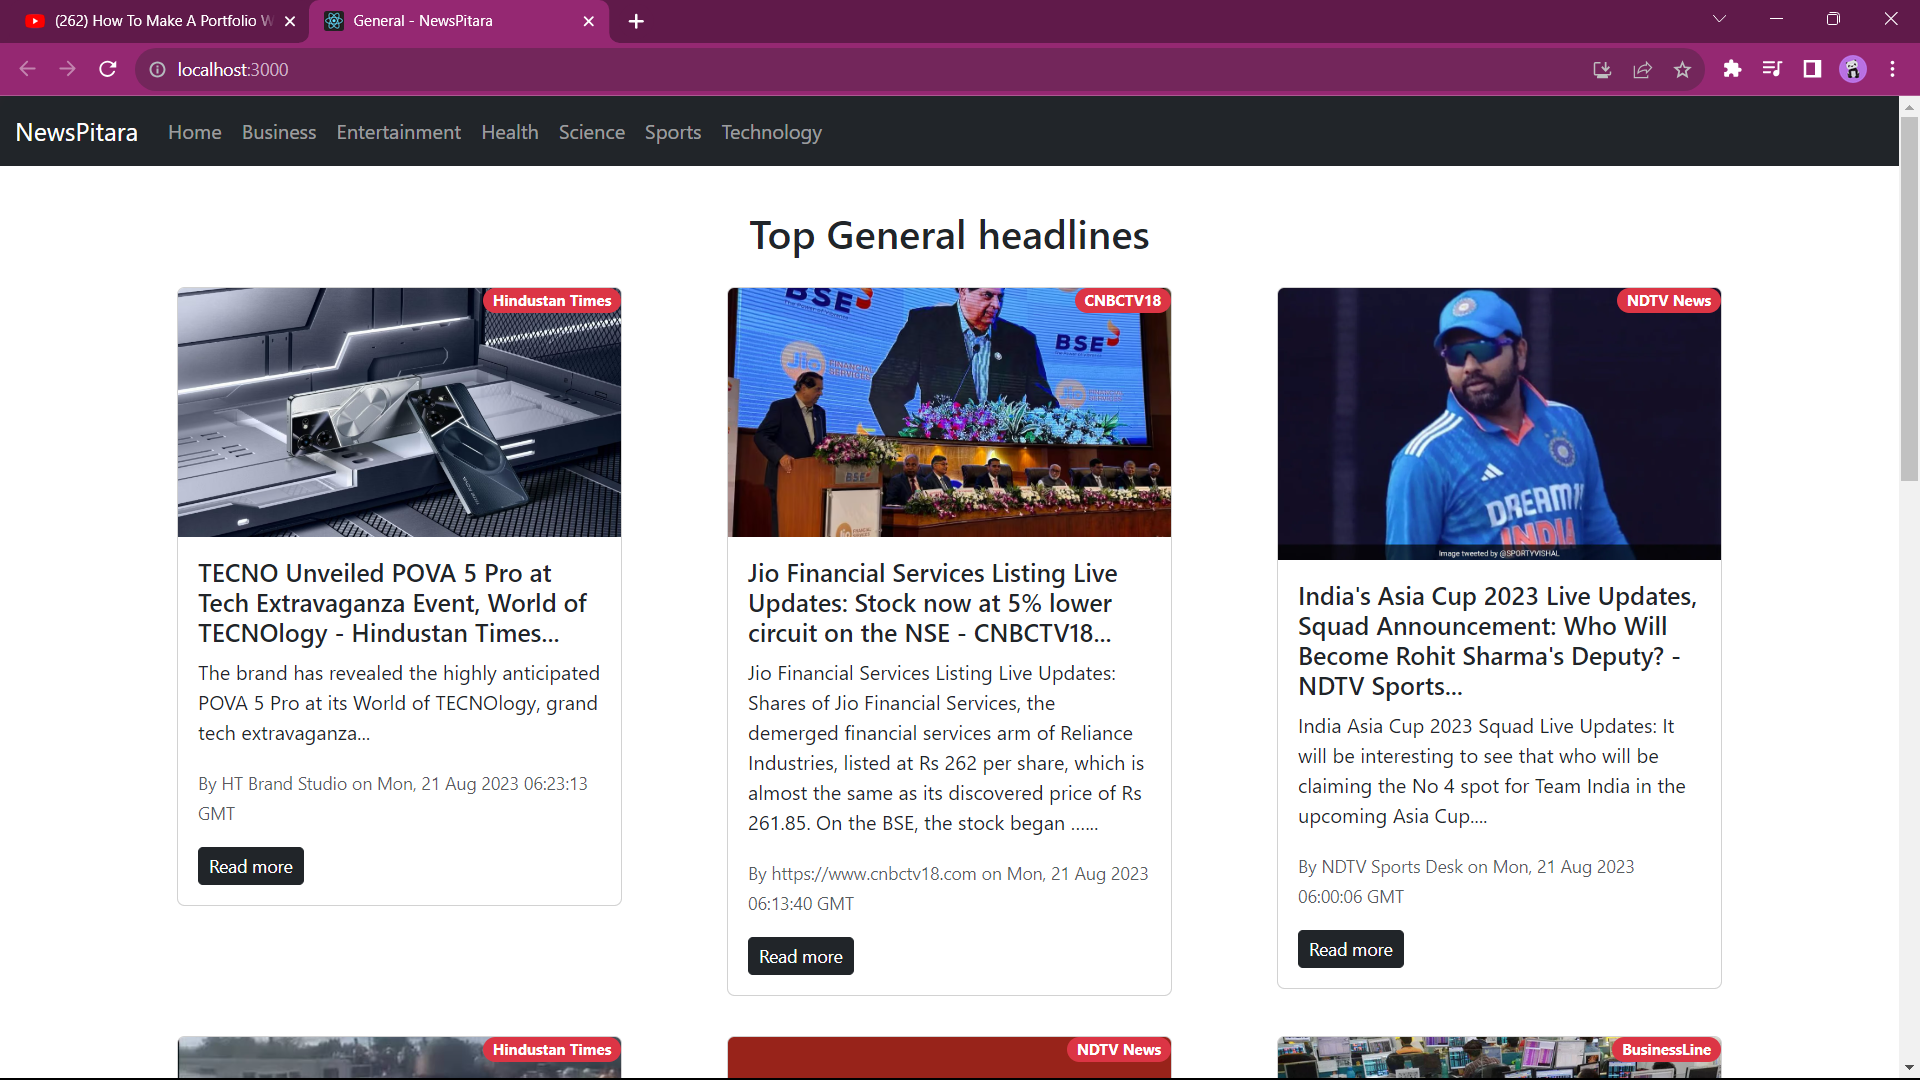 (262) How To Make A Portfolio W
General - NewsPitara
localhost:3000
NewsPitara
Home
Business
Entertainment
Health
Science
Sports
Technology
Top General headlines
Hindustan Times
TECNO Unveiled POVA 5 Pro at
Tech Extravaganza Event, World of
TECNOlogy - Hindustan Times...
The brand has revealed the highly anticipated
POVA 5 Pro at its World of TECNOlogy, grand
tech extravaganza...
By HT Brand Studio on Mon, 21 Aug 2023 06:23:13
GMT
Read more
CNBCTV18
BSE
BSE
Jio
FINANCIAL
SERVICES
BSE
Jio Financial Services Listing Live
Updates: Stock now at 5% lower
circuit on the NSE - CNBCTV18...
Jio Financial Services Listing Live Updates:
Shares of Jio Financial Services, the
demerged financial services arm of Reliance
Industries, listed at Rs 262 per share, which is
almost the same as its discovered price of Rs
261.85. On the BSE, the stock began ......
By https://www.cnbctv18.com on Mon, 21 Aug 2023
06:13:40 GMT
Read more
NDTV News
DREAM11
INDIA
Image tweeted by @SPORTYVISHAL
India's Asia Cup 2023 Live Updates,
Squad Announcement: Who Will
Become Rohit Sharma's Deputy? -
NDTV Sports...
India Asia Cup 2023 Squad Live Updates: It
will be interesting to see that who will be
claiming the No 4 spot for Team India in the
upcoming Asia Cup....
By NDTV Sports Desk on Mon, 21 Aug 2023
06:00:06 GMT
Read more
Hindustan Times
NDTV News
BusinessLine